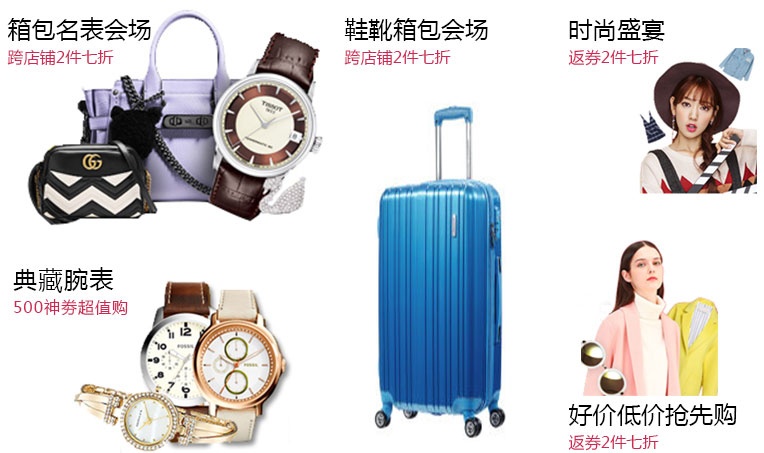 箱包名表会场
跨店铺2件七折
鞋靴箱包会场
跨店铺2件七折
时尚盛宴
返券2件七折
TISSOT
1853
GG
典藏腕表
500神劵超值购
FOSSIL
FOSSIL
好价低价抢先购
返券2件七折